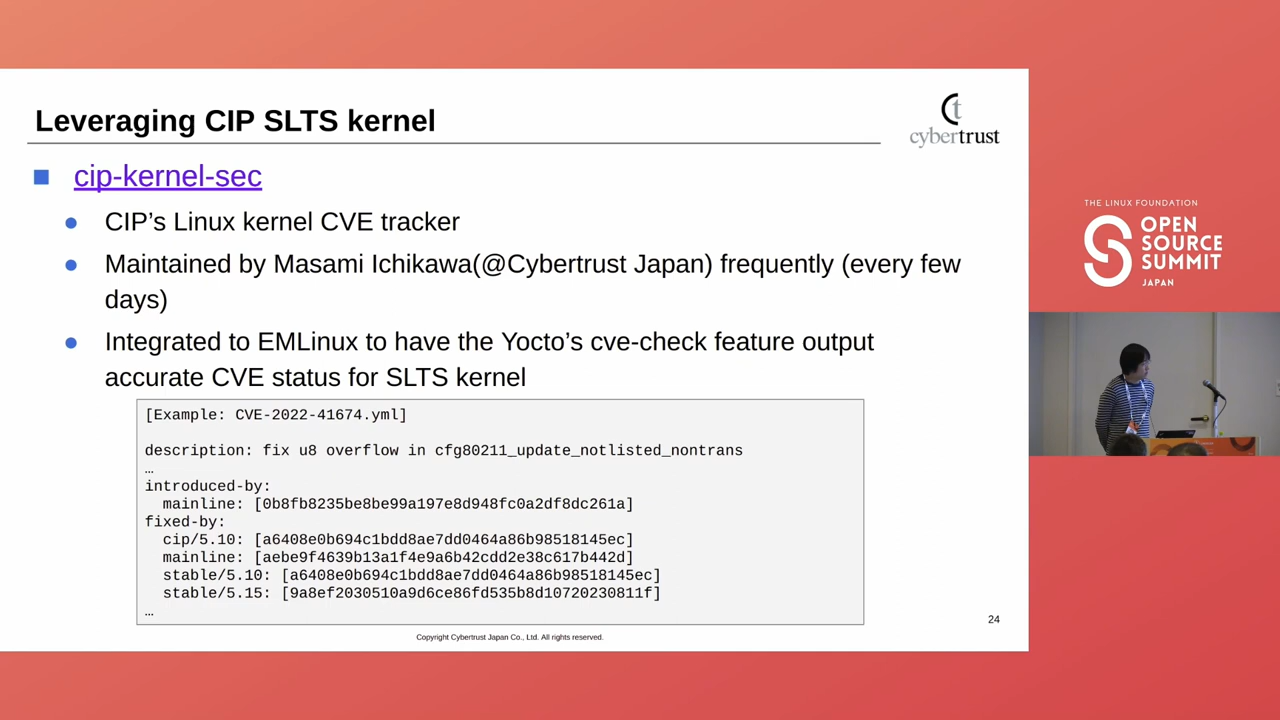 Leveraging CIP SLTS kernel
cybertrust
cip-kernel-sec
CIP’s Linux kernel CVE tracker
Maintained by Masami Ichikawa(@Cybertrust Japan) frequently (every few
days)
Integrated to EMLinux to have the Yocto’s cve-check feature output
accurate CVE status for SLTS kernel
[Example: CVE-2022-41674.yml]
description: fix u8 overflow in cfg80211_update_notlisted_nontrans
…
introduced-by:
mainline: [0b8fb8235be8be99a197e8d948fc0a2df8dc261a]
fixed-by:
cip/5.10: [a6408e0b694c1bdd8ae7dd0464a86b98518145ec]
mainline: [aebe9f4639b13a1f4e9a6b42cdd2e38c617b442d]
stable/5.10: [a6408e0b694c1bdd8ae7dd0464a86b98518145ec]
stable/5.15: [9a8ef2030510a9d6ce86fd535b8d10720230811f]
…
24
Copyright Cybertrust Japan Co., Ltd. All rights reserved.
THE LINUX FOUNDATION
OPEN
SOURCE
SUMMIT
JAPAN